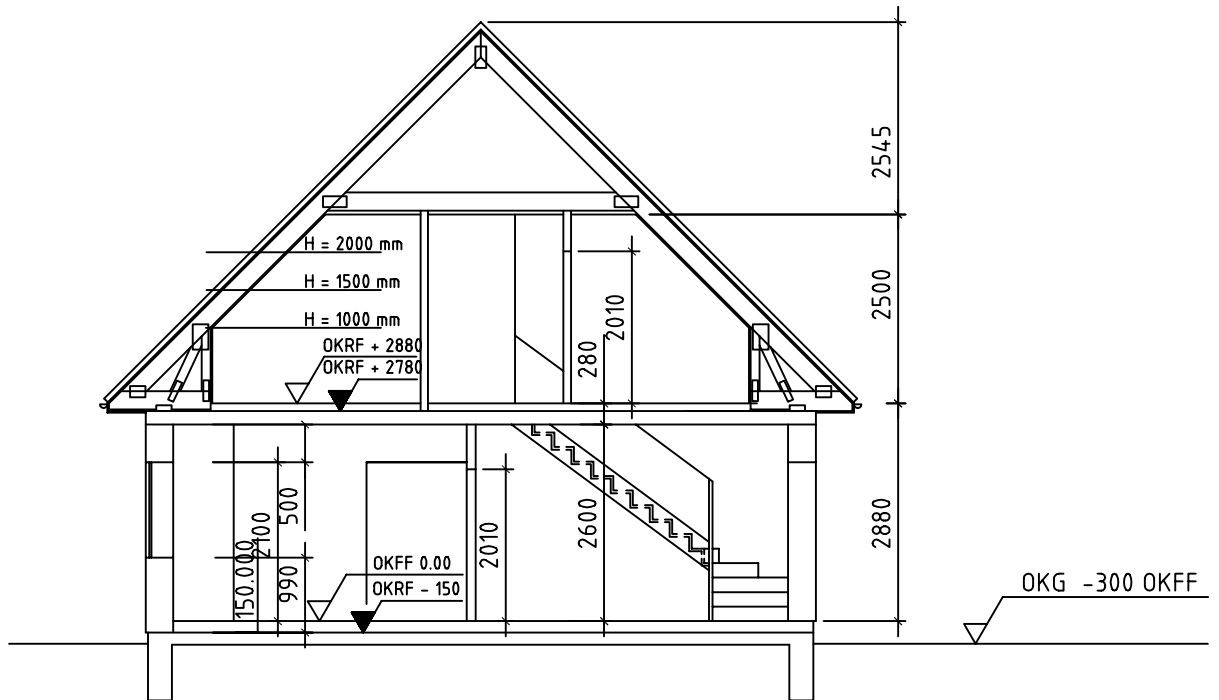 2545
H = 2000 mm
H = 1500 mm
2500
2010
H = 1000 mm
OKRF + 2880
280
OKRF + 2780
500
2100
2010
2600
2880
OKFF 0.00
150.000
990
OKRF - 150
OKG -300 OKFF